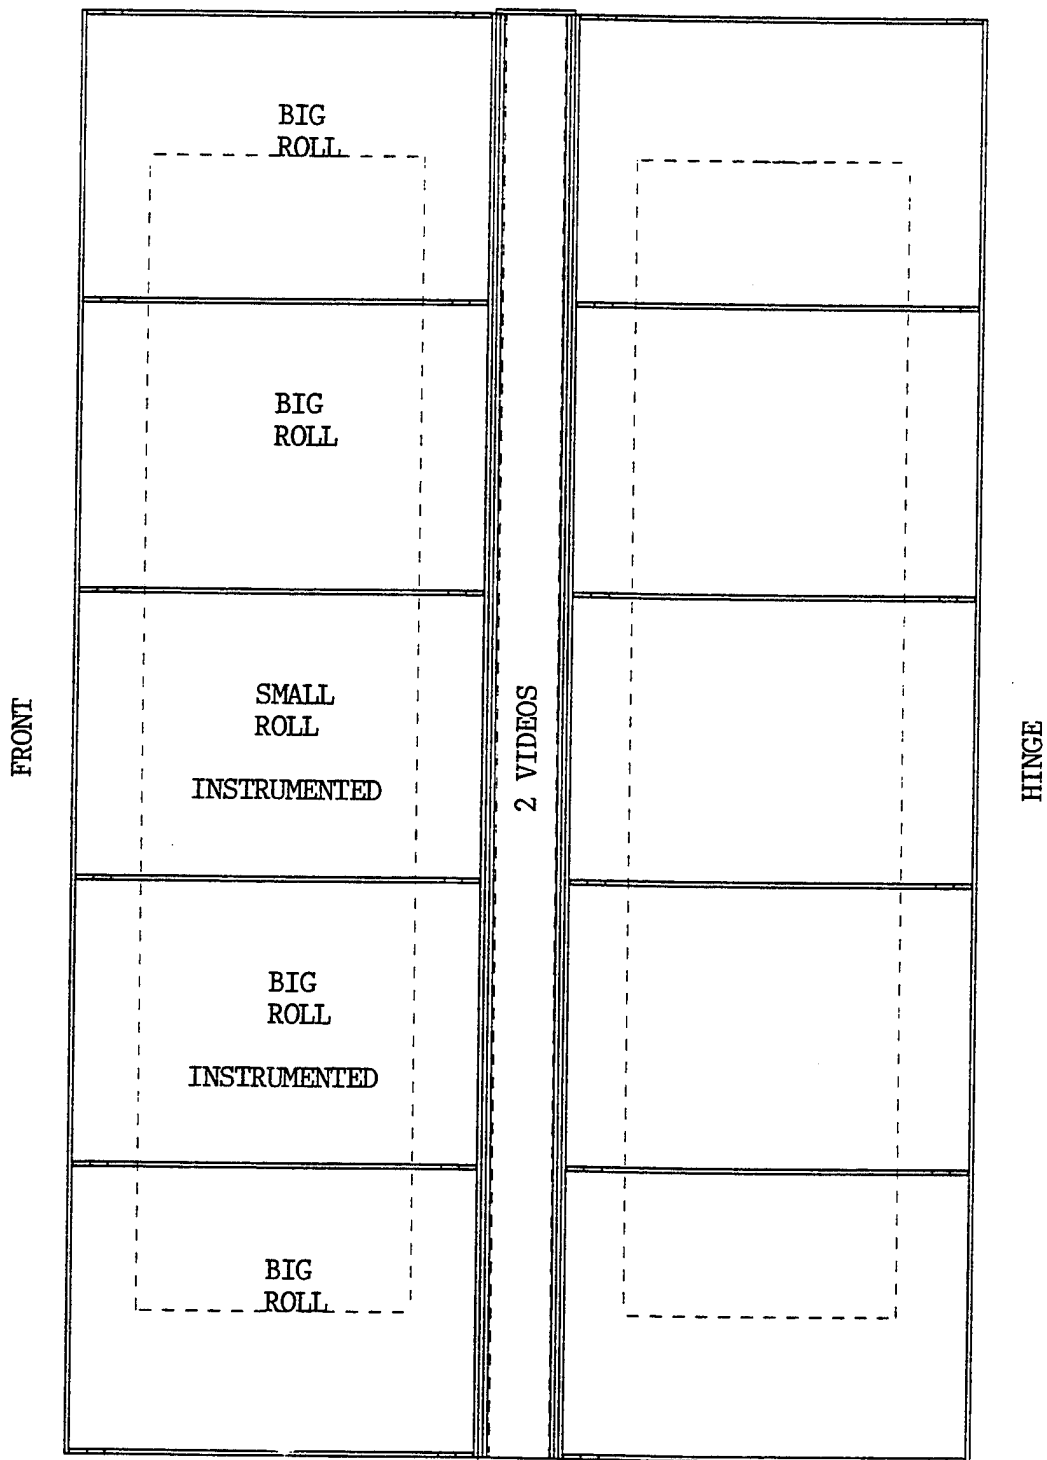 BIG
ROLL
BIG
ROLL
FRONT
SMALL
ROLL
INSTRUMENTED
2 VIDEOS
HINGE
BIG
ROLL
INSTRUMENTED
BIG
ROLL